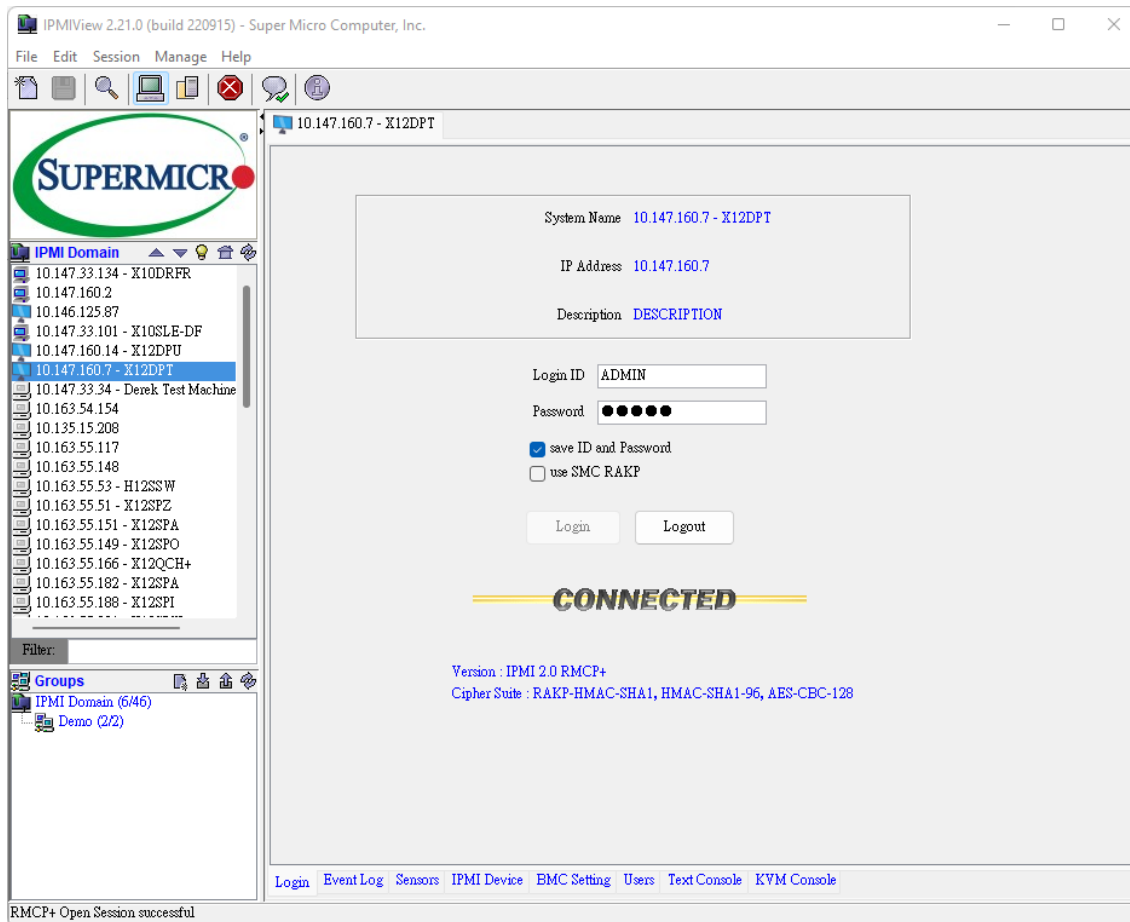 IPMIView 2.21.0 (build 220915) - Super Micro Computer, Inc.
File Edit Session Manage Help
SUPERMICRO
10.147.160.7 - X12DPT
System Name 10.147.160.7 - X12DPT
IP Address 10.147.160.7
Description DESCRIPTION
Login ID ADMIN
Password ●●●●●
save ID and Password
use SMC RAKP
Login Logout
CONNECTED
Version : IPMI 2.0 RMCP+
Cipher Suite : RAKP-HMAC-SHA1, HMAC-SHA1-96, AES-CBC-128
IPMI Domain
10.147.33.134 - X10DRFR
10.147.160.2
10.146.125.87
10.147.33.101 - X10SLE-DF
10.147.160.14 - X12DPU
10.147.160.7 - X12DPT
10.147.33.34 - Derek Test Machine
10.163.54.154
10.135.15.208
10.163.55.117
10.163.55.148
10.163.55.53 - H12SSW
10.163.55.51 - X12SPZ
10.163.55.151 - X12SPA
10.163.55.149 - X12SPO
10.163.55.166 - X12QCH+
10.163.55.182 - X12SPA
10.163.55.188 - X12SPI
Filter:
Groups
IPMI Domain (6/46)
Demo (2/2)
Login Event Log Sensors IPMI Device BMC Setting Users Text Console KVM Console
RMCP+ Open Session successful